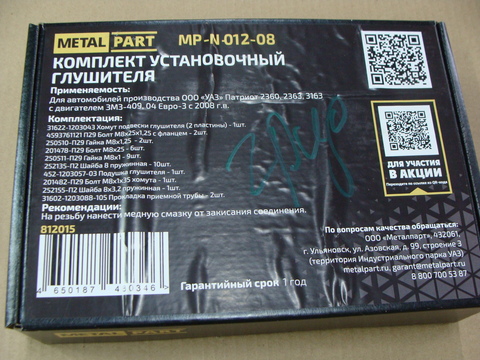 METAL PART
MP-N-012-08
КОМПЛЕКТ УСТАНОВОЧНЫЙ
ГЛУШИТЕЛЯ
Применяемость:
Для автомобилей производства ООО «УАЗ» Патриот 2360, 2363, 3163
с двигателем ЗМЗ-409, 04 Евро-3 с 2008 г.в.
Комплектация:
31622-1203043 Хомут подвески глушителя (2 пластины) - 1шт.
4593761121 П29 Болт М8х25х1,25 с фланцем - 2шт.
250510-П29 Гайка М8х1,25 - 2шт.
201478-П29 Болт М8х25 - 6шт.
250511-П29 Гайка М8х1 - 9шт.
252135-П2 Шайба 8 пружинная - 10шт.
452-1203057-03 Подушка глушителя - 1шт.
201482-П29 Болт М8х1х35 хомута - 1шт.
252155-П2 Шайба 8х3,2 пружинная - 1шт.
31602-1203088-105 Прокладка приемной трубы - 2шт.
Рекомендации:
На резьбу нанести медную смазку от закисания соединения.
812015
4 650187
Гарантийный срок 1 год
ДЛЯ УЧАСТИЯ
В АКЦИИ
По вопросам качества обращаться:
ООО «Металпарт», 432061,
г. Ульяновск, ул. Азовская, д. 99, строение 3
(территория Индустриального парка УАЗ)
metalpart.ru, garant@metalpart.ru
8 800 700 53 87
METAL PART